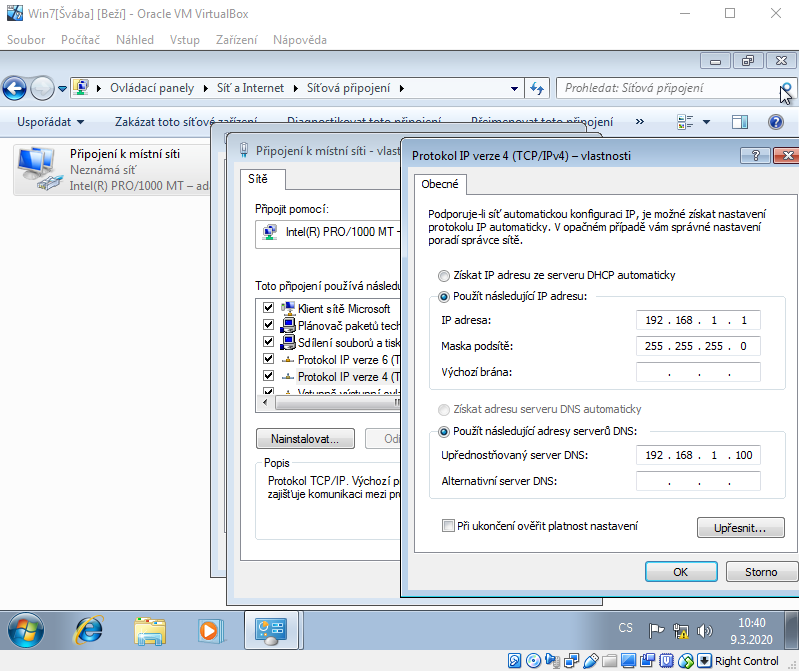 Win7[Švába] [Beží] - Oracle VM VirtualBox
Soubor Počítač Náhled Vstup Zařízení Nápověda
Ovládací panely Síť a Internet Síťová připojení
Prohledat: Síťová připojení
Uspořádat Zakázat toto síťové zařízení Diagnostikovat toto připojení Přejmenovat toto připojení »
Připojení k místní síti
Neznámá síť
Intel(R) PRO/1000 MT – ada
Připojení k místní síti - vlast
Sítě
Připojit pomocí:
Intel(R) PRO/1000 MT –
Toto připojení používá následu
Klient sítě Microsoft
Plánovač paketů tech
Sdílení souborů a tisk
Protokol IP verze 6 (T
Protokol IP verze 4 (T
Vstupně výstupní ovla
Nainstalovat... Odi
Popis
Protokol TCP/IP. Výchozí p
zajišťuje komunikaci mezi pro
Protokol IP verze 4 (TCP/IPv4) – vlastnosti
Obecné
Podporuje-li síť automatickou konfiguraci IP, je možné získat nastavení
protokolu IP automaticky. V opačném případě vám správné nastavení
poradí správce sítě.
Získat IP adresu ze serveru DHCP automaticky
Použít následující IP adresu:
IP adresa: 192 . 168 . 1 . 1
Maska podsítě: 255 . 255 . 255 . 0
Výchozí brána: . . .
Získat adresu serveru DNS automaticky
Použít následující adresy serverů DNS:
Upřednostňovaný server DNS: 192 . 168 . 1 . 100
Alternativní server DNS: . . .
Při ukončení ověřit platnost nastavení
Upřesnit...
OK Storno
CS
10:40
9.3.2020
Right Control